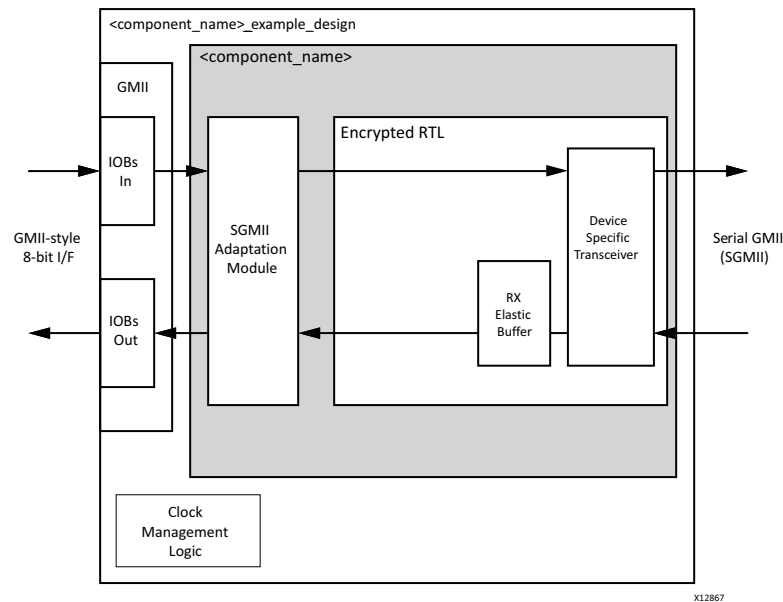 <component_name>_example_design
<component_name>
GMII
Encrypted RTL
IOBs
In
SGMII
Adaptation
Module
Device
Specific
Transceiver
GMII-style
8-bit I/F
Serial GMII
(SGMII)
RX
Elastic
Buffer
IOBs
Out
Clock
Management
Logic
X12867